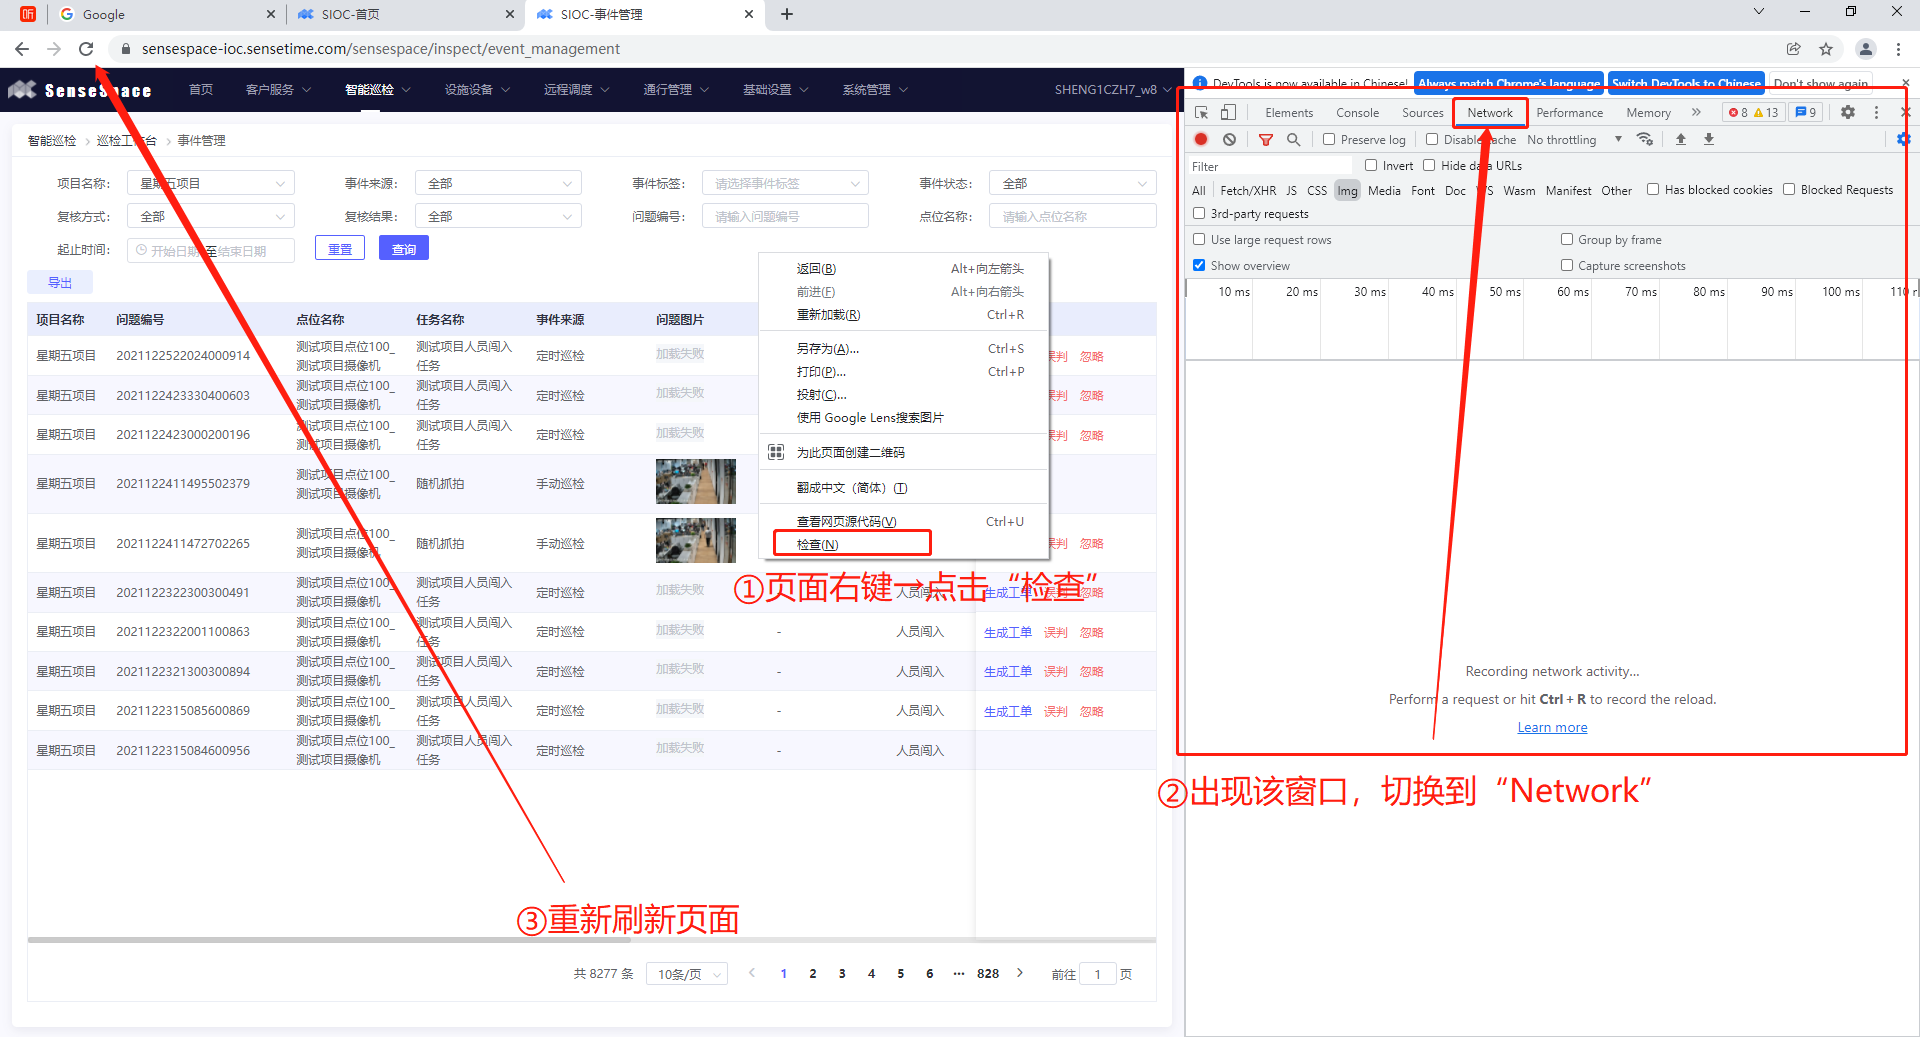 Google
SIOC-首页
SIOC-事件管理
sensespace-ioc.sensetime.com/sensespace/inspect/event_management
SenseSpace
首页
客户服务
智能巡检
设施设备
远程调度
通行管理
基础设置
系统管理
SHENG1CZH7_w8
智能巡检
巡检工作台
事件管理
项目名称:
星期五项目
事件来源:
全部
事件标签:
请选择事件标签
事件状态:
全部
复核方式:
全部
复核结果:
全部
问题编号:
请输入问题编号
点位名称:
请输入点位名称
起止时间:
开始日期 至 结束日期
重置
查询
导出
项目名称 问题编号 点位名称 任务名称 事件来源 问题图片
星期五项目 2021122522024000914 测试项目点位100_测试项目摄像机 测试项目人员闯入任务 定时巡检 加载失败 误判 忽略
星期五项目 2021122423330400603 测试项目点位100_测试项目摄像机 测试项目人员闯入任务 定时巡检 加载失败 误判 忽略
星期五项目 2021122423000200196 测试项目点位100_测试项目摄像机 测试项目人员闯入任务 定时巡检 加载失败 误判 忽略
星期五项目 2021122411495502379 测试项目点位100_测试项目摄像机 随机抓拍 手动巡检
星期五项目 2021122411472702265 测试项目点位100_测试项目摄像机 随机抓拍 手动巡检 误判 忽略
星期五项目 2021122322300300491 测试项目点位100_测试项目摄像机 测试项目人员闯入任务 定时巡检 加载失败 人员闯入 生成工单 误判 忽略
星期五项目 2021122322001100863 测试项目点位100_测试项目摄像机 测试项目人员闯入任务 定时巡检 加载失败 - 人员闯入 生成工单 误判 忽略
星期五项目 2021122321300300894 测试项目点位100_测试项目摄像机 测试项目人员闯入任务 定时巡检 加载失败 - 人员闯入 生成工单 误判 忽略
星期五项目 2021122315085600869 测试项目点位100_测试项目摄像机 测试项目人员闯入任务 定时巡检 加载失败 - 人员闯入 生成工单 误判 忽略
星期五项目 2021122315084600956 测试项目点位100_测试项目摄像机 测试项目人员闯入任务 定时巡检 加载失败 - 人员闯入
返回(B) Alt+向左箭头
前进(F) Alt+向右箭头
重新加载(R) Ctrl+R
另存为(A)... Ctrl+S
打印(P)... Ctrl+P
投射(C)...
使用 Google Lens搜索图片
为此页面创建二维码
翻成中文（简体）(T)
查看网页源代码(V) Ctrl+U
检查(N)
①页面右键→点击“检查”
②出现该窗口，切换到“Network”
③重新刷新页面
共 8277 条 10条/页 1 2 3 4 5 6 ··· 828 前往 1 页
DevTools is now available in Chinese!
Always match Chrome's language
Switch DevTools to Chinese
Don't show again
Elements Console Sources Network Performance Memory » 8 13 9
Preserve log Disable cache No throttling
Filter Invert Hide data URLs
All Fetch/XHR JS CSS Img Media Font Doc WS Wasm Manifest Other Has blocked cookies Blocked Requests
3rd-party requests
Use large request rows Group by frame
Show overview Capture screenshots
10 ms 20 ms 30 ms 40 ms 50 ms 60 ms 70 ms 80 ms 90 ms 100 ms 110
Recording network activity...
Perform a request or hit Ctrl + R to record the reload.
Learn more